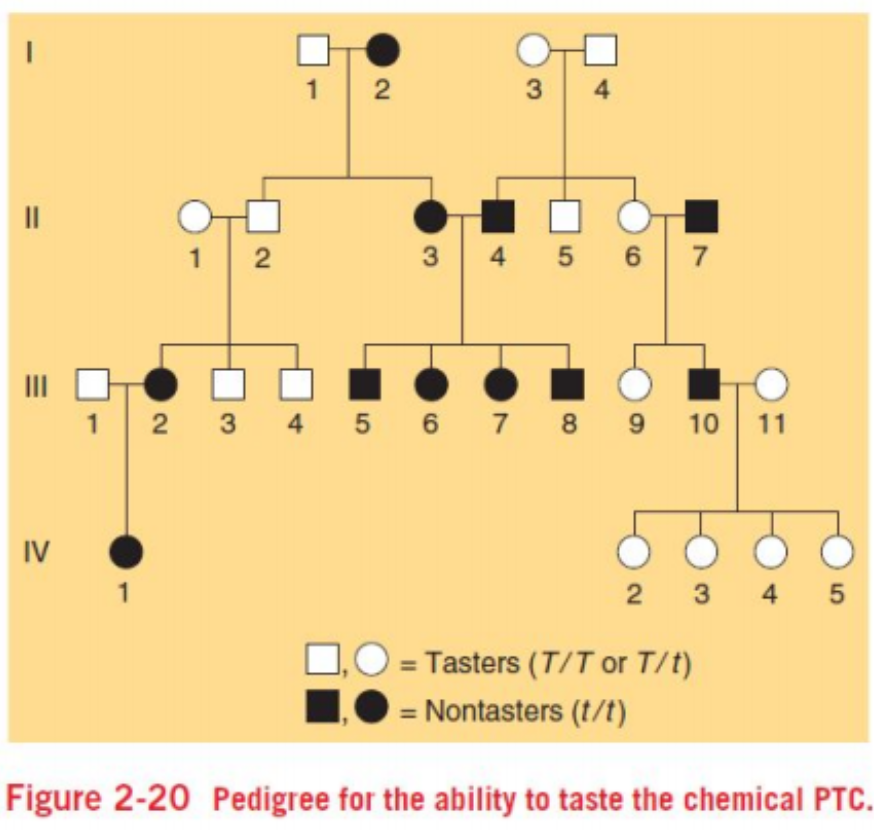 I
1 2 3 4
II
1 2 3 4 5 6 7
III
1 2 3 4 5 6 7 8 9 10 11
IV
1 2 3 4 5
= Tasters (T/T or T/t)
= Nontasters (t/t)
Figure 2-20 Pedigree for the ability to taste the chemical PTC.